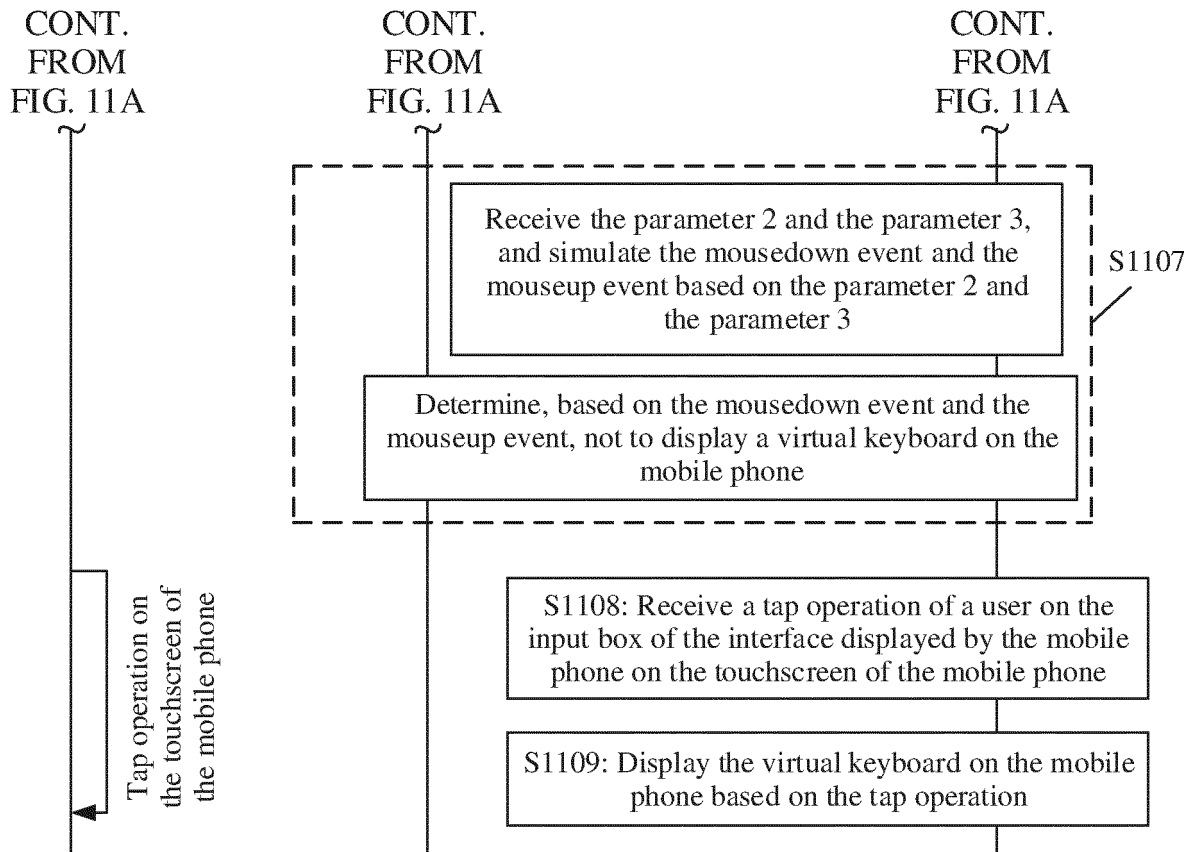 CONT.
FROM
FIG. 11A
CONT.
FROM
FIG. 11A
CONT.
FROM
FIG. 11A
Receive the parameter 2 and the parameter 3,
and simulate the mousedown event and the
mouseup event based on the parameter 2 and
the parameter 3
S1107
Determine, based on the mousedown event and the
mouseup event, not to display a virtual keyboard on the
mobile phone
Tap operation on
the touchscreen of
the mobile phone
S1108: Receive a tap operation of a user on the
input box of the interface displayed by the mobile
phone on the touchscreen of the mobile phone
S1109: Display the virtual keyboard on the mobile
phone based on the tap operation